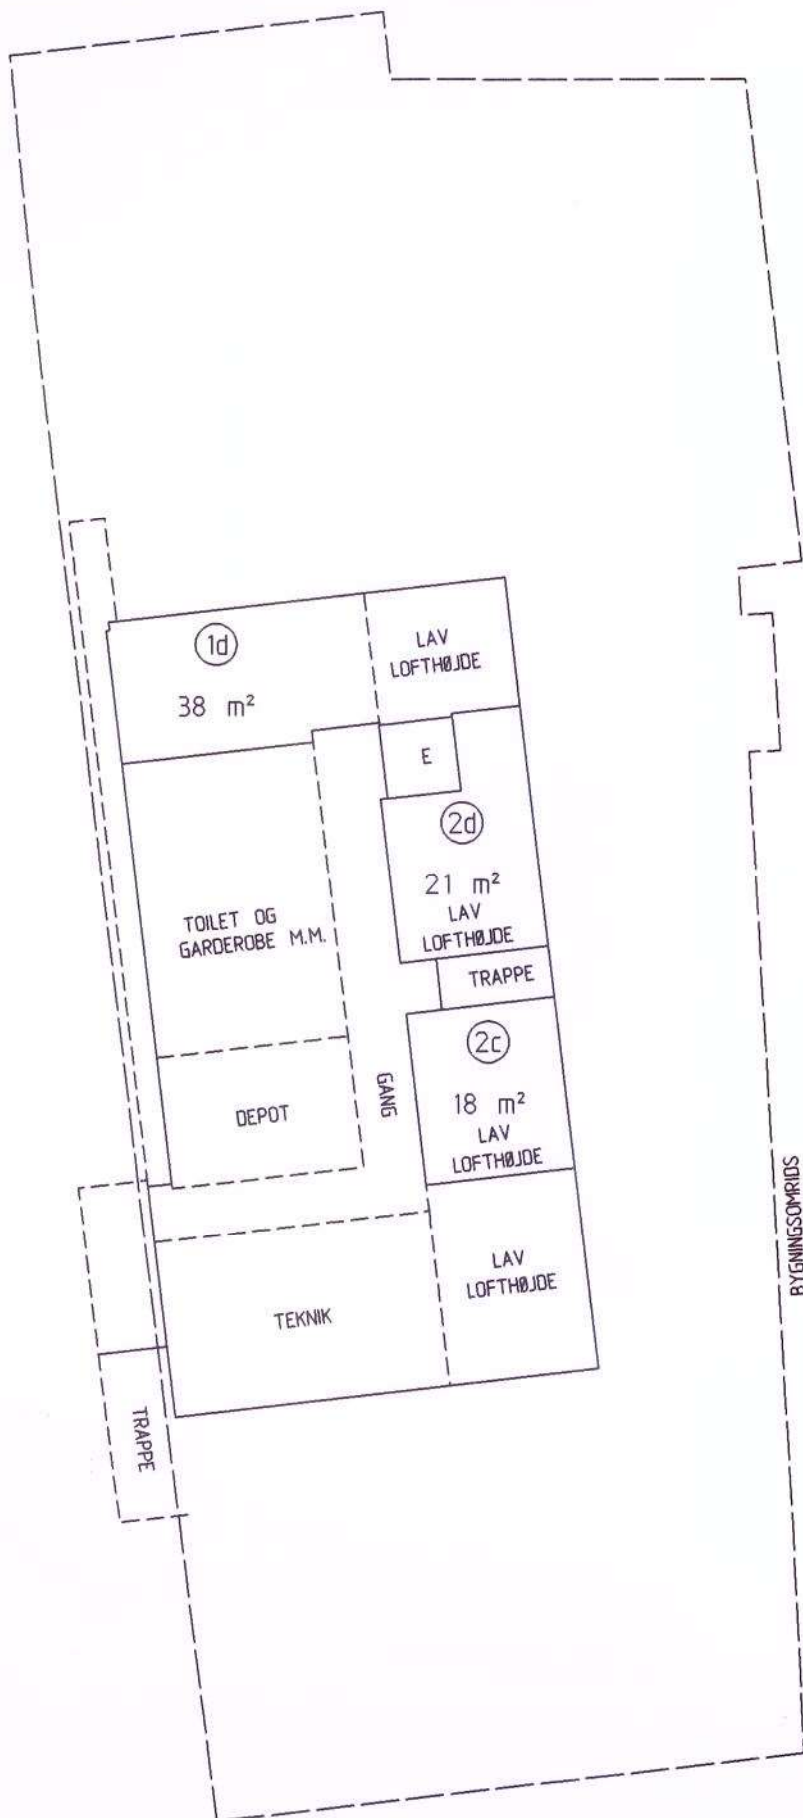 1d
38 m²
LAV
LOFTHØJDE
E
2d
21 m²
LAV
LOFTHØJDE
TOILET OG
GARDEROBE M.M.
TRAPPE
2c
18 m²
LAV
LOFTHØJDE
GANG
DEPOT
LAV
LOFTHØJDE
TEKNIK
TRAPPE
BYGNINGSOMRIDS